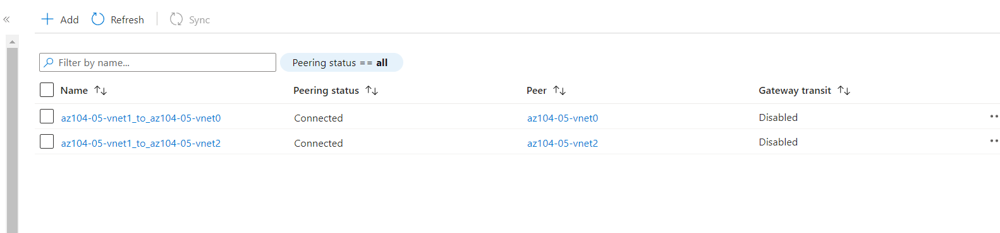 Add Refresh Sync
Filter by name... Peering status == all
Name Peering status Peer Gateway transit
az104-05-vnet1_to_az104-05-vnet0 Connected az104-05-vnet0 Disabled
az104-05-vnet1_to_az104-05-vnet2 Connected az104-05-vnet2 Disabled